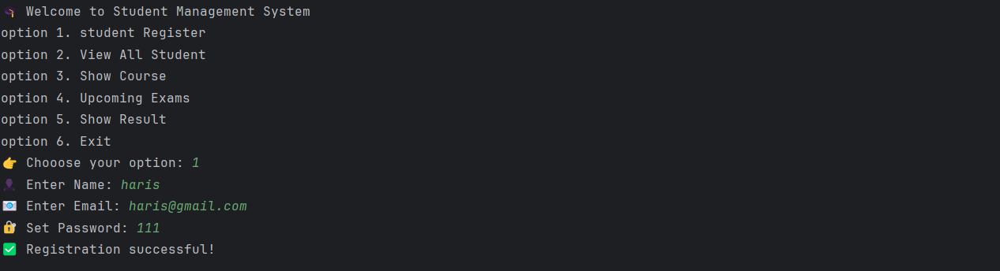 🎓 Welcome to Student Management System
option 1. student Register
option 2. View All Student
option 3. Show Course
option 4. Upcoming Exams
option 5. Show Result
option 6. Exit
👉 Chooose your option: 1
👤 Enter Name: haris
📧 Enter Email: haris@gmail.com
🔐 Set Password: 111
✅ Registration successful!